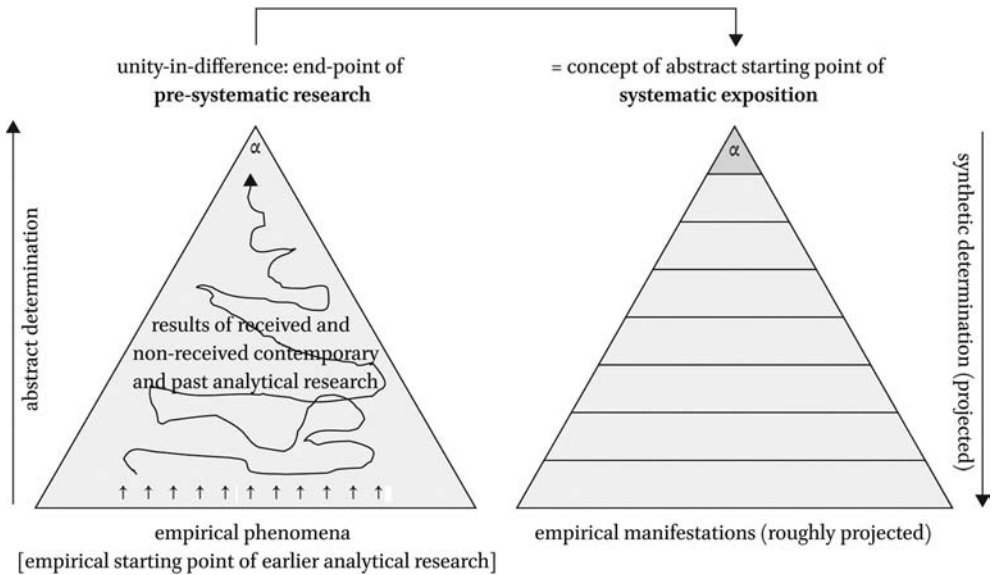 unity-in-difference: end-point of
pre-systematic research
= concept of abstract starting point of
systematic exposition
abstract determination
α
results of received and
non-received contemporary
and past analytical research
empirical phenomena
[empirical starting point of earlier analytical research]
α
synthetic determination (projected)
empirical manifestations (roughly projected)